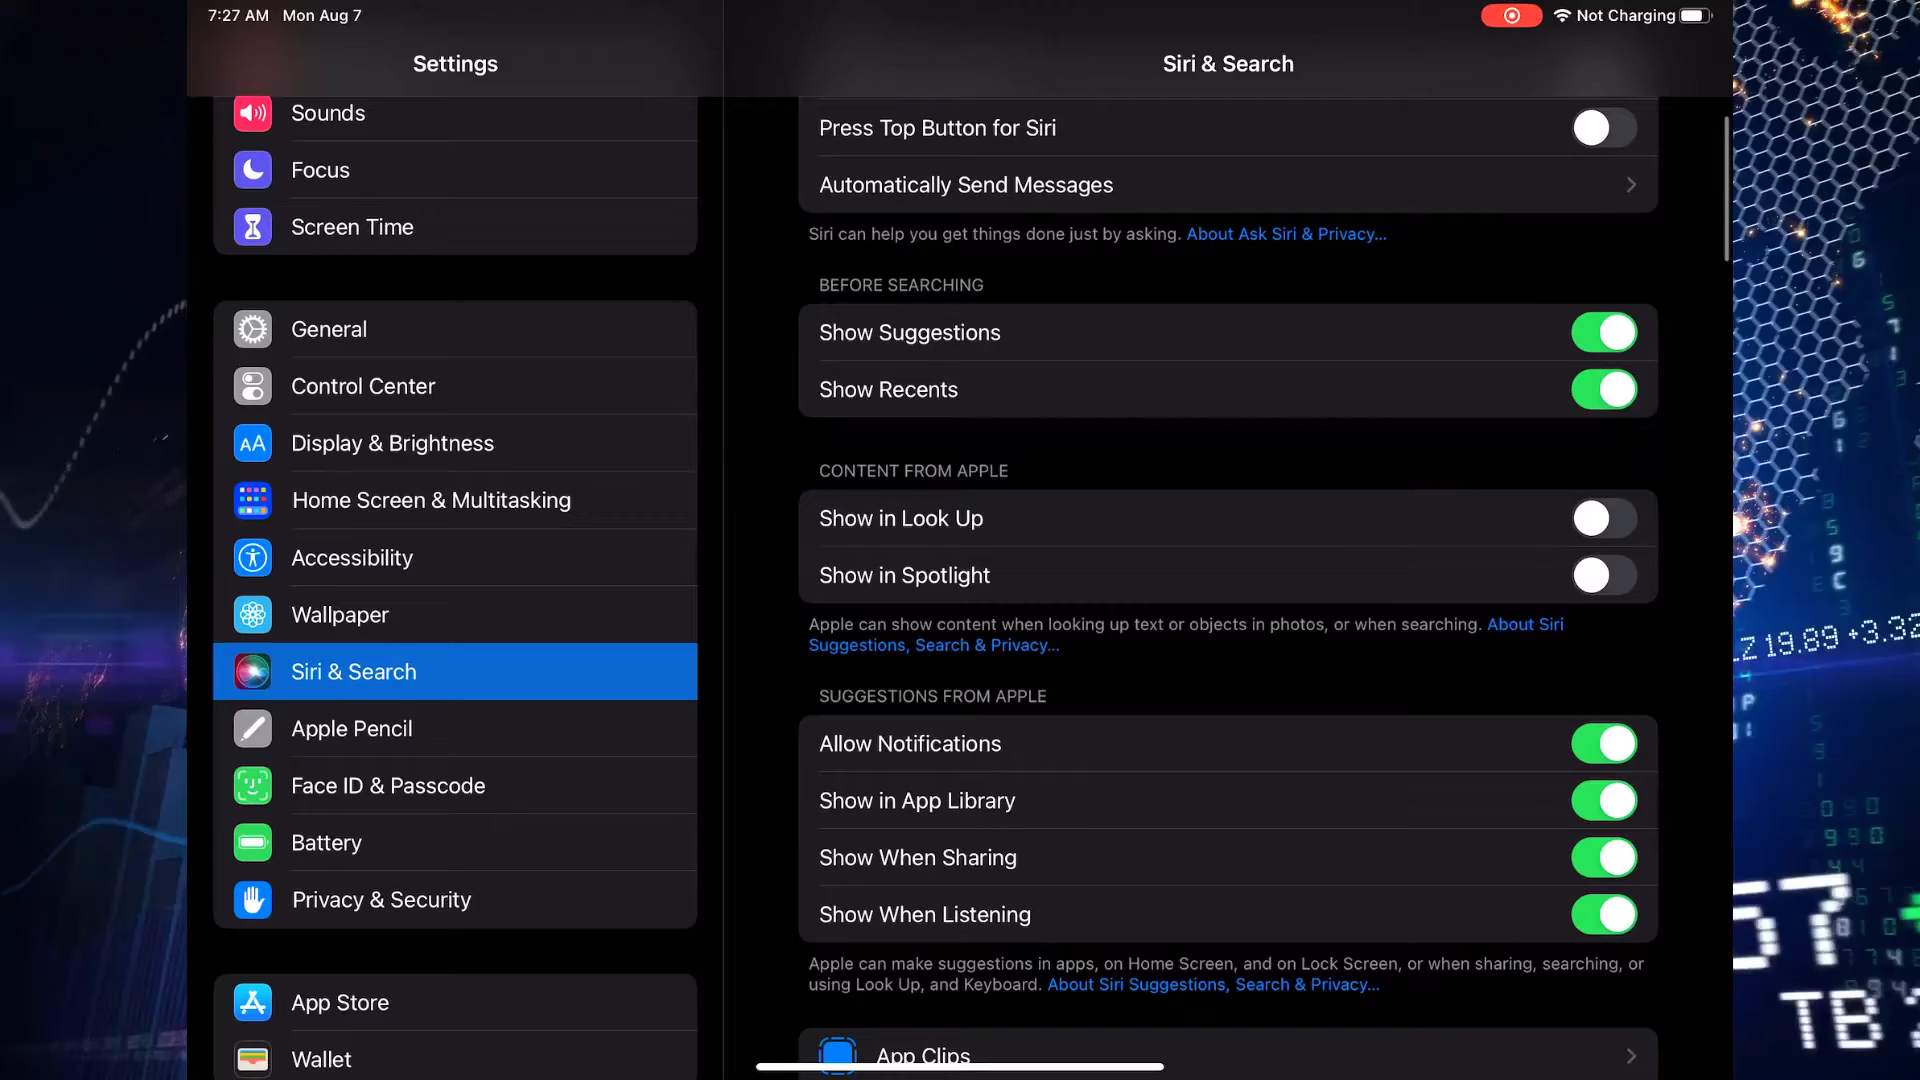 7:27 AM Mon Aug 7
Not Charging
Settings
Sounds
Focus
Screen Time
General
Control Center
AA Display & Brightness
Home Screen & Multitasking
Accessibility
Wallpaper
Siri & Search
Apple Pencil
Face ID & Passcode
Battery
Privacy & Security
App Store
Wallet
Siri & Search
Press Top Button for Siri
Automatically Send Messages
Siri can help you get things done just by asking. About Ask Siri & Privacy...
BEFORE SEARCHING
Show Suggestions
Show Recents
CONTENT FROM APPLE
Show in Look Up
Show in Spotlight
Apple can show content when looking up text or objects in photos, or when searching. About Siri
Suggestions, Search & Privacy...
SUGGESTIONS FROM APPLE
Allow Notifications
Show in App Library
Show When Sharing
Show When Listening
Apple can make suggestions in apps, on Home Screen, and on Lock Screen, or when sharing, searching, or
using Look Up, and Keyboard. About Siri Suggestions, Search & Privacy...
App Clips
19.89 +3.32
57
TB